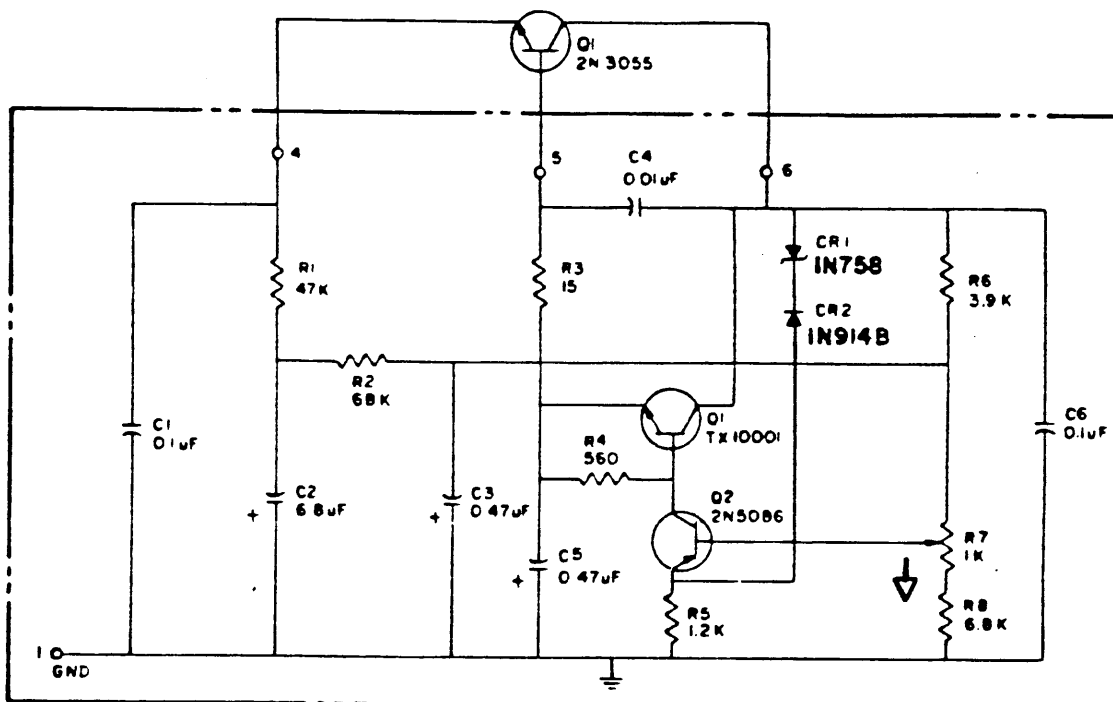 Q1
2N 3055
4
5
C4
0.01uF
6
R1
47K
R3
15
CR1
1N758
CR2
1N914B
R6
3.9K
R2
68K
C1
0.1uF
Q1
TX10001
C6
0.1uF
R4
560
C2
6.8uF
C3
0.47uF
Q2
2N5086
R7
1K
C5
0.47uF
R5
1.2K
R8
6.8K
1
GND
+
+
+